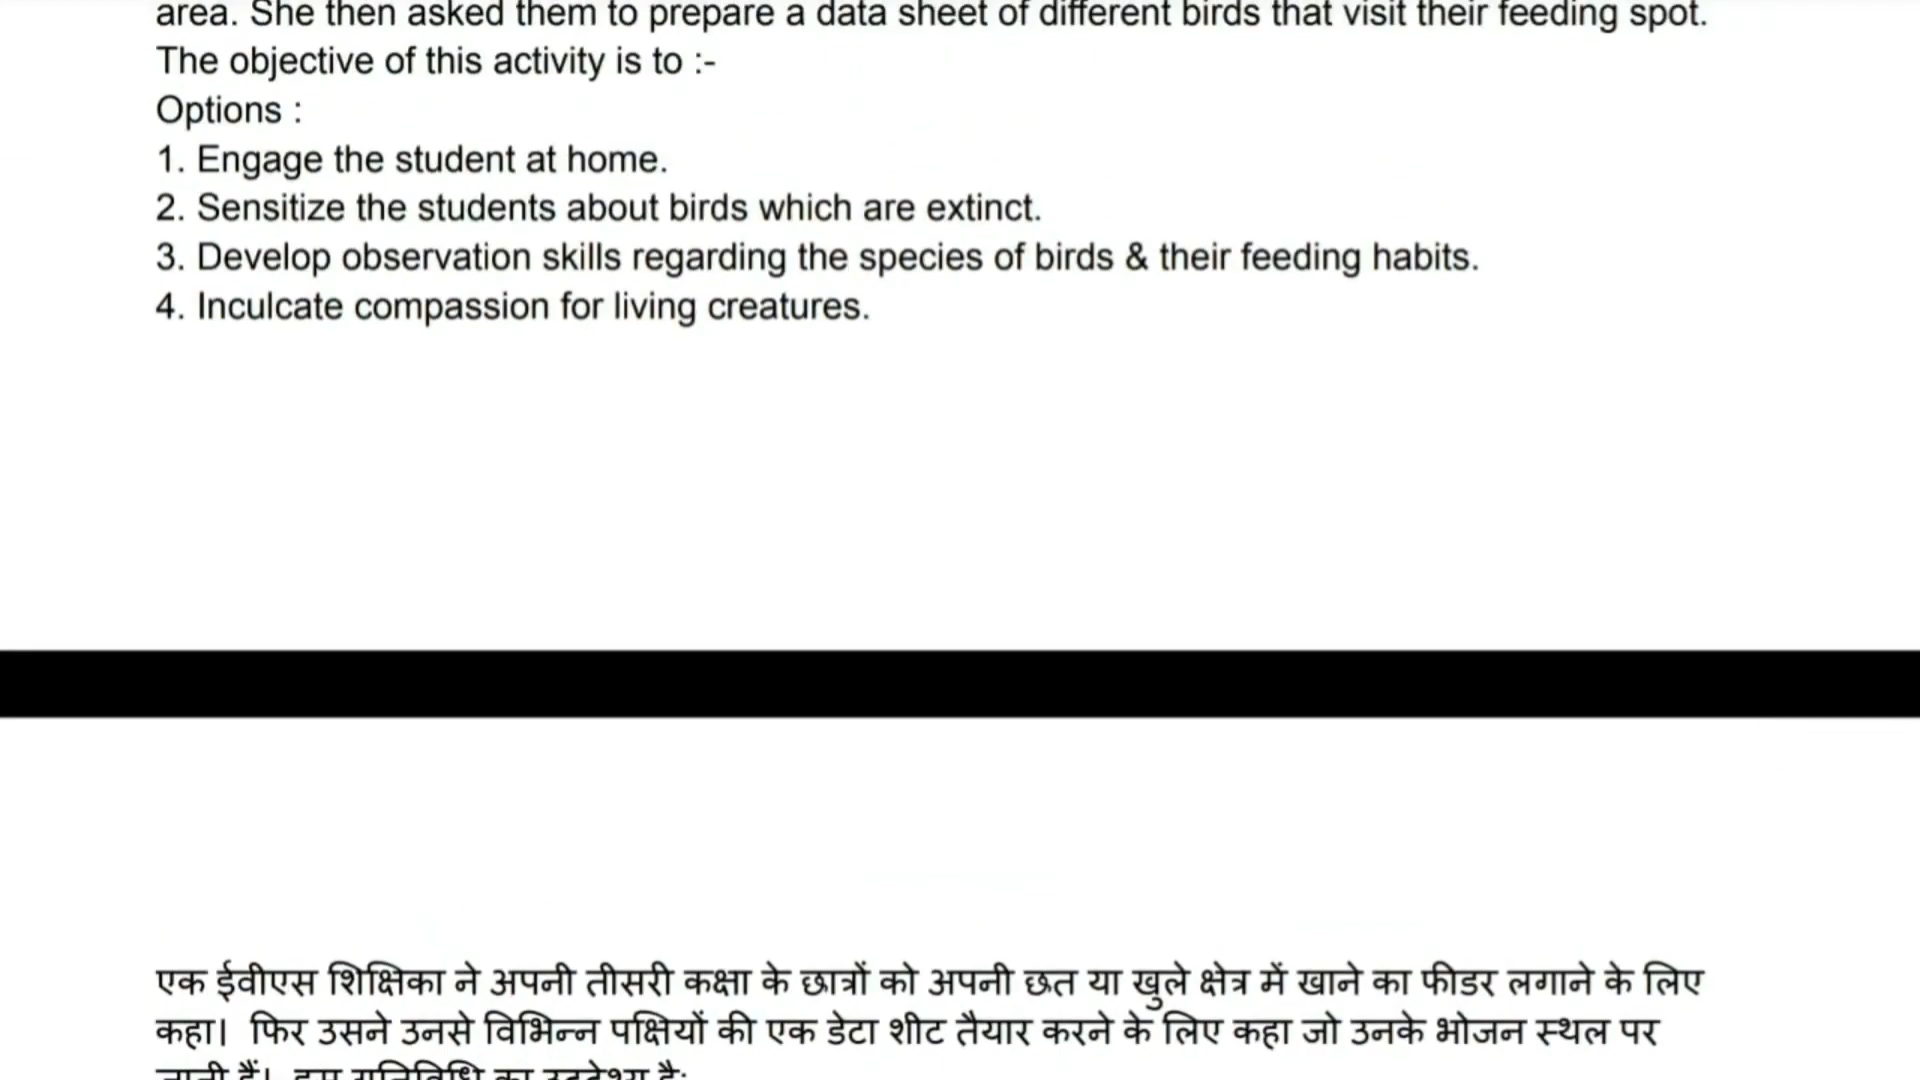 area. She then asked them to prepare a data sheet of different birds that visit their feeding spot.
The objective of this activity is to :-
Options :
1. Engage the student at home.
2. Sensitize the students about birds which are extinct.
3. Develop observation skills regarding the species of birds & their feeding habits.
4. Inculcate compassion for living creatures.
एक ईवीएस शिक्षिका ने अपनी तीसरी कक्षा के छात्रों को अपनी छत या खुले क्षेत्र में खाने का फीडर लगाने के लिए
कहा। फिर उसने उनसे विभिन्न पक्षियों की एक डेटा शीट तैयार करने के लिए कहा जो उनके भोजन स्थल पर